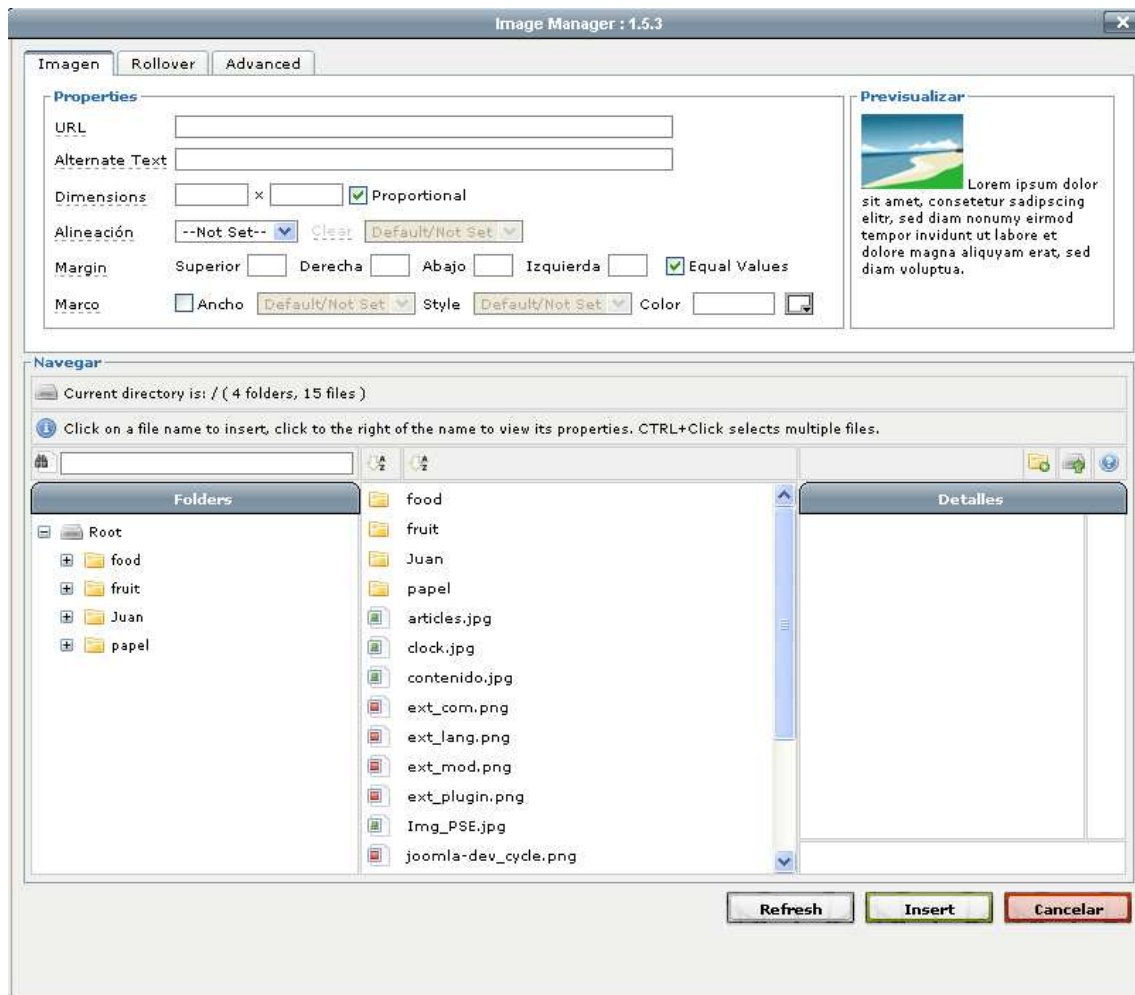 Image Manager : 1.5.3
Imagen Rollover Advanced
Properties
URL
Alternate Text
Dimensions × Proportional
Alineación --Not Set-- Clear Default/Not Set
Margin Superior Derecha Abajo Izquierda Equal Values
Marco Ancho Default/Not Set Style Default/Not Set Color
Previsualizar
Lorem ipsum dolor
sit amet, consetetur sadipscing
elitr, sed diam nonumy eirmod
tempor invidunt ut labore et
dolore magna aliquyam erat, sed
diam voluptua.
Navegar
Current directory is: / ( 4 folders, 15 files )
Click on a file name to insert, click to the right of the name to view its properties. CTRL+Click selects multiple files.
Folders
Root
food
fruit
Juan
papel
food
fruit
Juan
papel
articles.jpg
clock.jpg
contenido.jpg
ext_com.png
ext_lang.png
ext_mod.png
ext_plugin.png
Img_PSE.jpg
joomla-dev_cycle.png
Detalles
Refresh Insert Cancelar